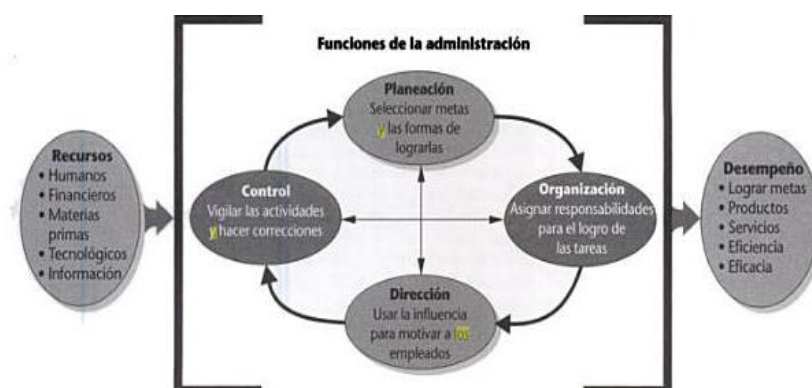 Funciones de la administración
Planeación
Seleccionar metas
y las formas de
lograrlas
Recursos
• Humanos
• Financieros
• Materias
primas
• Tecnológicos
• Información
Control
Vigilar las actividades
y hacer correcciones
Organización
Asignar responsabilidades
para el logro de
las tareas
Desempeño
• Lograr metas
• Productos
• Servicios
• Eficiencia
• Eficacia
Dirección
Usar la influencia
para motivar a los
empleados